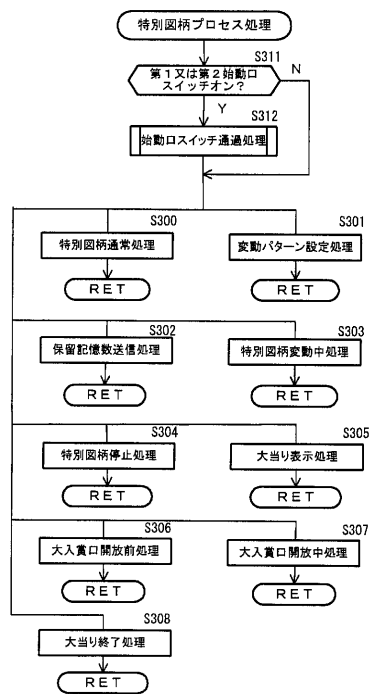 特別図柄プロセス処理
S311
第１又は第２始動口
スイッチオン？
N
Y
S312
始動口スイッチ通過処理
S300
特別図柄通常処理
RET
S301
変動パターン設定処理
RET
S302
保留記憶数送信処理
RET
S303
特別図柄変動中処理
RET
S304
特別図柄停止処理
RET
S305
大当り表示処理
RET
S306
大入賞口開放前処理
RET
S307
大入賞口開放中処理
RET
S308
大当り終了処理
RET